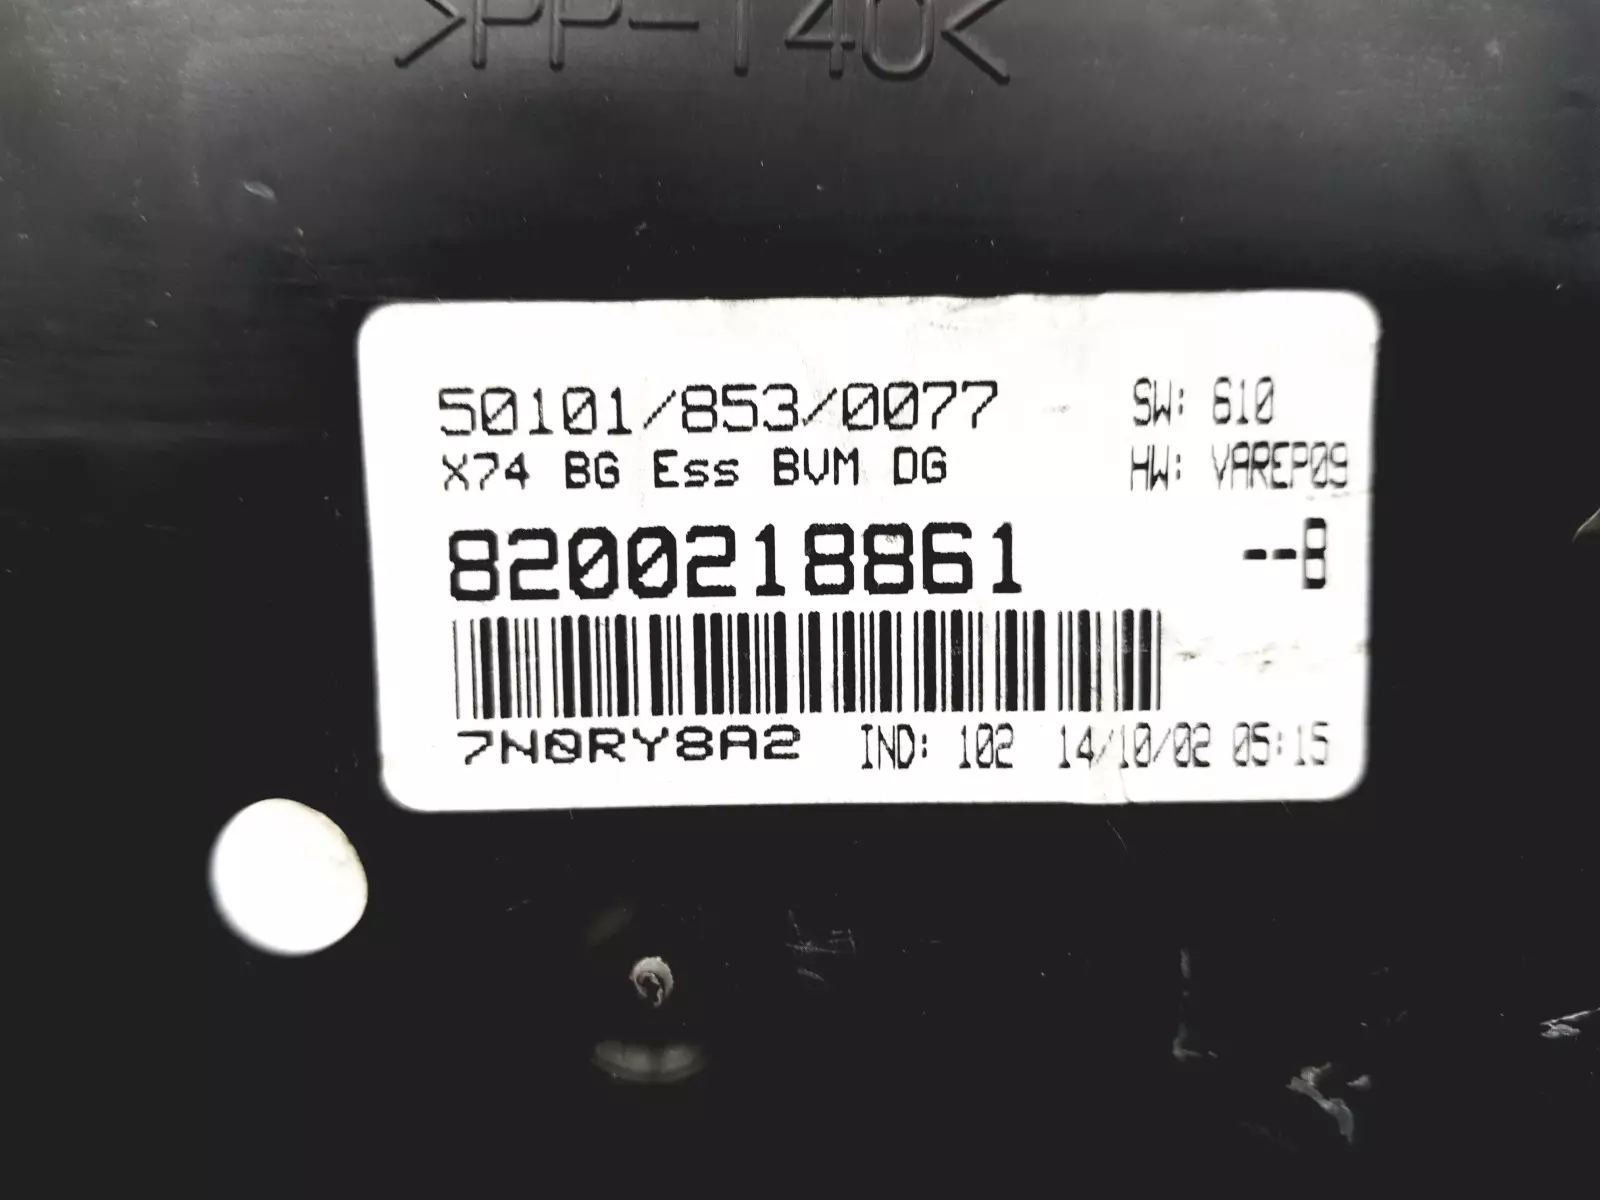 >PP-T40<
50101/853/0077 SW: 610
X74 BG Ess BVM DG HW: VAREP09
8200218861 --B
7N0RY8A2 IND: 102 14/10/02 05:15